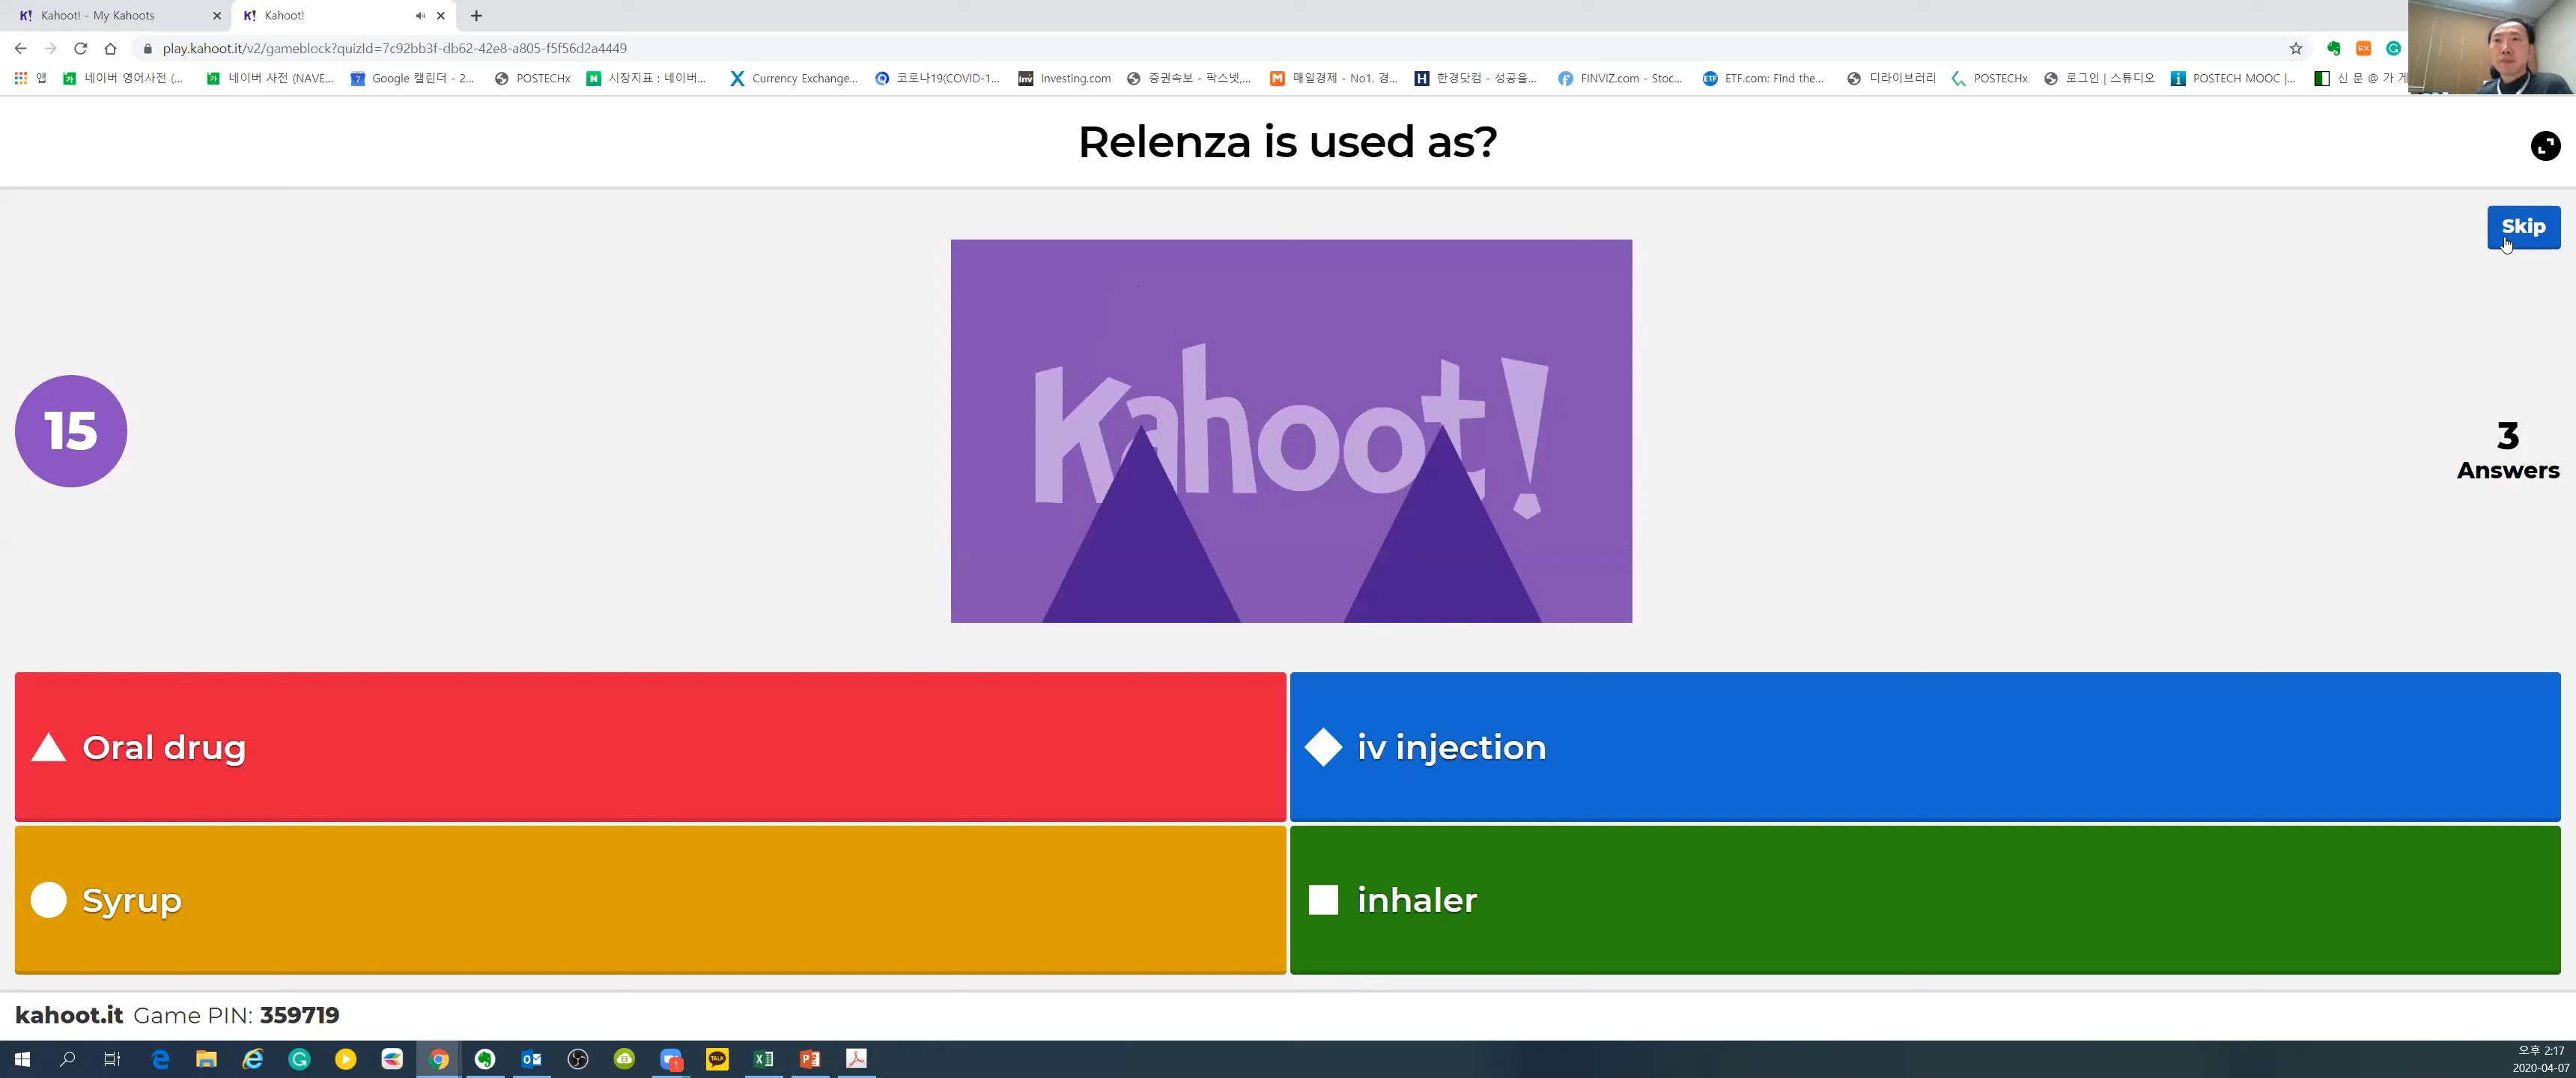 Kahoot! - My Kahoots
Kahoot!
play.kahoot.it/v2/gameblock?quizId=7c92bb3f-db62-42e8-a805-f5f56d2a4449
앱 네이버 영어사전 (... 네이버 사전 (NAVE... Google 캘린더 - 2... POSTECHx 시장지표 : 네이버... Currency Exchange... 코로나19(COVID-1... Investing.com 증권속보 - 팍스넷,... 매일경제 - No1. 경... 한경닷컴 - 성공을... FINVIZ.com - Stoc... ETF.com: Find the... 디라이브러리 POSTECHx 로그인 | 스튜디오 POSTECH MOOC |... 신 문 @ 가 게
Relenza is used as?
Skip
Kahoot!
15
3
Answers
Oral drug
iv injection
Syrup
inhaler
kahoot.it Game PIN: 359719
오후 2:17
2020-04-07